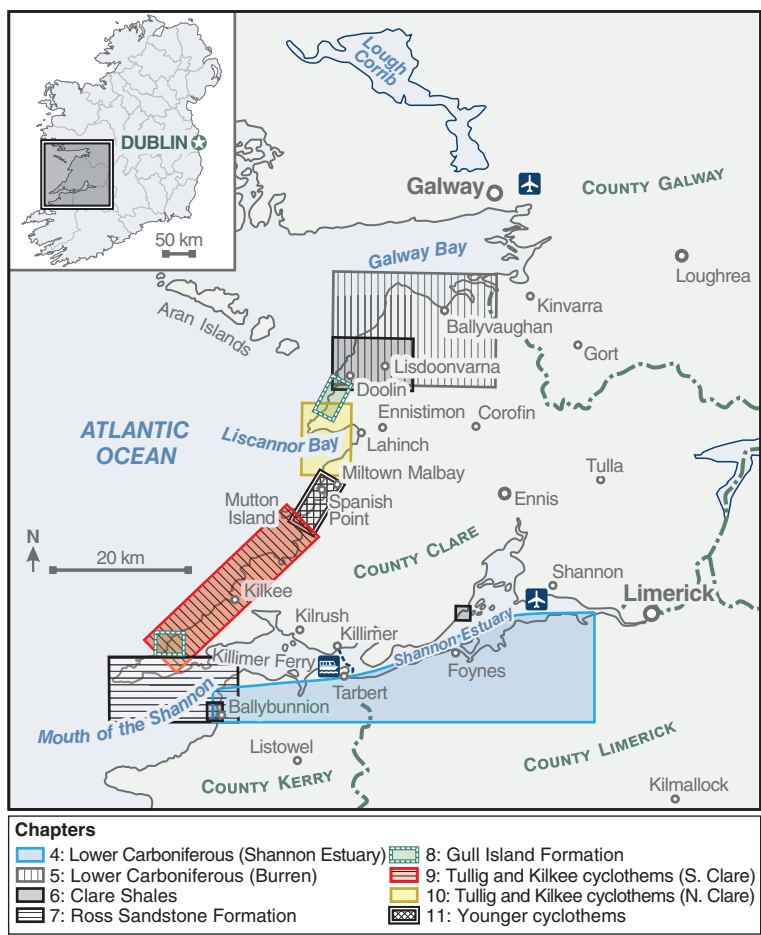 DUBLIN
50 km
Lough
Corrib
Galway
COUNTY GALWAY
Galway Bay
Loughrea
Aran Islands
Kinvarra
Ballyvaughan
Gort
Lisdoonvarna
Doolin
Ennistimon
Corofin
ATLANTIC
OCEAN
Liscannor Bay
Lahinch
Miltown Malbay
Tulla
Mutton
Island
Spanish
Point
Ennis
N
20 km
COUNTY CLARE
Shannon
Kilkee
Limerick
Kilrush
Killimer
Shannon-Estuary
Killimer Ferry
Foynes
Tarbert
Mouth of the Shannon
Ballybunnion
Listowel
COUNTY LIMERICK
COUNTY KERRY
Kilmallock
Chapters
4: Lower Carboniferous (Shannon Estuary)
5: Lower Carboniferous (Burren)
6: Clare Shales
7: Ross Sandstone Formation
8: Gull Island Formation
9: Tullig and Kilkee cyclothems (S. Clare)
10: Tullig and Kilkee cyclothems (N. Clare)
11: Younger cyclothems